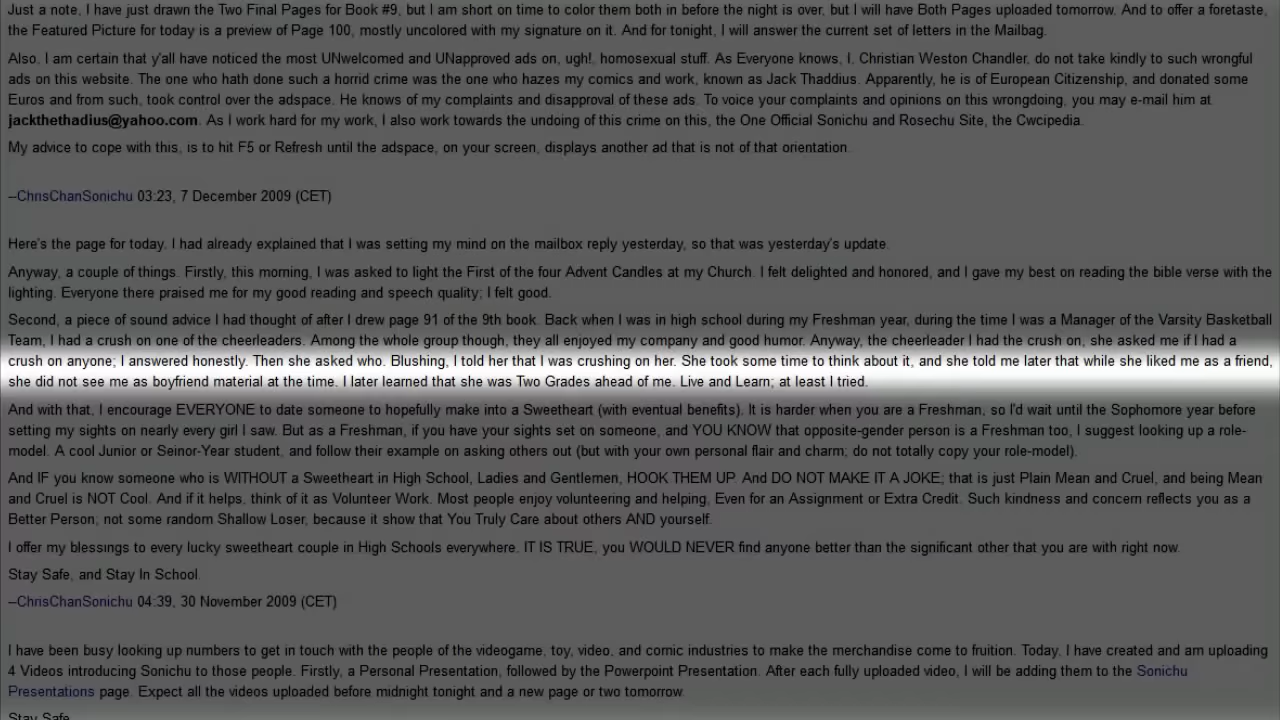 Just a note, I have just drawn the Two Final Pages for Book #9, but I am short on time to color them both in before the night is over, but I will have Both Pages uploaded tomorrow. And to offer a foretaste,
the Featured Picture for today is a preview of Page 100, mostly uncolored with my signature on it. And for tonight, I will answer the current set of letters in the Mailbag.
Also, I am certain that y'all have noticed the most UNwelcomed and UNapproved ads on, ugh!, homosexual stuff. As Everyone knows, I, Christian Weston Chandler, do not take kindly to such wrongful
ads on this website. The one who hath done such a horrid crime was the one who hazes my comics and work, known as Jack Thaddius. Apparently, he is of European Citizenship, and donated some
Euros and from such, took control over the adspace. He knows of my complaints and disapproval of these ads. To voice your complaints and opinions on this wrongdoing, you may e-mail him at
jackthethadius@yahoo.com. As I work hard for my work, I also work towards the undoing of this crime on this, the One Official Sonichu and Rosechu Site, the Cwcipedia.
My advice to cope with this, is to hit F5 or Refresh until the adspace, on your screen, displays another ad that is not of that orientation.
--ChrisChanSonichu 03:23, 7 December 2009 (CET)
Here's the page for today. I had already explained that I was setting my mind on the mailbox reply yesterday, so that was yesterday's update.
Anyway, a couple of things. Firstly, this morning, I was asked to light the First of the four Advent Candles at my Church. I felt delighted and honored, and I gave my best on reading the bible verse with the
lighting. Everyone there praised me for my good reading and speech quality; I felt good.
Second, a piece of sound advice I had thought of after I drew page 91 of the 9th book. Back when I was in high school during my Freshman year, during the time I was a Manager of the Varsity Basketball
Team, I had a crush on one of the cheerleaders. Among the whole group though, they all enjoyed my company and good humor. Anyway, the cheerleader I had the crush on, she asked me if I had a
crush on anyone; I answered honestly. Then she asked who. Blushing, I told her that I was crushing on her. She took some time to think about it, and she told me later that while she liked me as a friend,
she did not see me as boyfriend material at the time. I later learned that she was Two Grades ahead of me. Live and Learn; at least I tried.
And with that, I encourage EVERYONE to date someone to hopefully make into a Sweetheart (with eventual benefits). It is harder when you are a Freshman, so I'd wait until the Sophomore year before
setting my sights on nearly every girl I saw. But as a Freshman, if you have your sights set on someone, and YOU KNOW that opposite-gender person is a Freshman too, I suggest looking up a role-
model. A cool Junior or Seinor-Year student, and follow their example on asking others out (but with your own personal flair and charm; do not totally copy your role-model).
And IF you know someone who is WITHOUT a Sweetheart in High School, Ladies and Gentlemen, HOOK THEM UP. And DO NOT MAKE IT A JOKE; that is just Plain Mean and Cruel, and being Mean
and Cruel is NOT Cool. And if it helps, think of it as Volunteer Work. Most people enjoy volunteering and helping, Even for an Assignment or Extra Credit. Such kindness and concern reflects you as a
Better Person; not some random Shallow Loser, because it show that You Truly Care about others AND yourself.
I offer my blessings to every lucky sweetheart couple in High Schools everywhere. IT IS TRUE, you WOULD NEVER find anyone better than the significant other that you are with right now.
Stay Safe, and Stay In School.
--ChrisChanSonichu 04:39, 30 November 2009 (CET)
I have been busy looking up numbers to get in touch with the people of the videogame, toy, video, and comic industries to make the merchandise come to fruition. Today, I have created and am uploading
4 Videos introducing Sonichu to those people. Firstly, a Personal Presentation, followed by the Powerpoint Presentation. After each fully uploaded video, I will be adding them to the Sonichu
Presentations page. Expect all the videos uploaded before midnight tonight and a new page or two tomorrow.
Stay Safe,